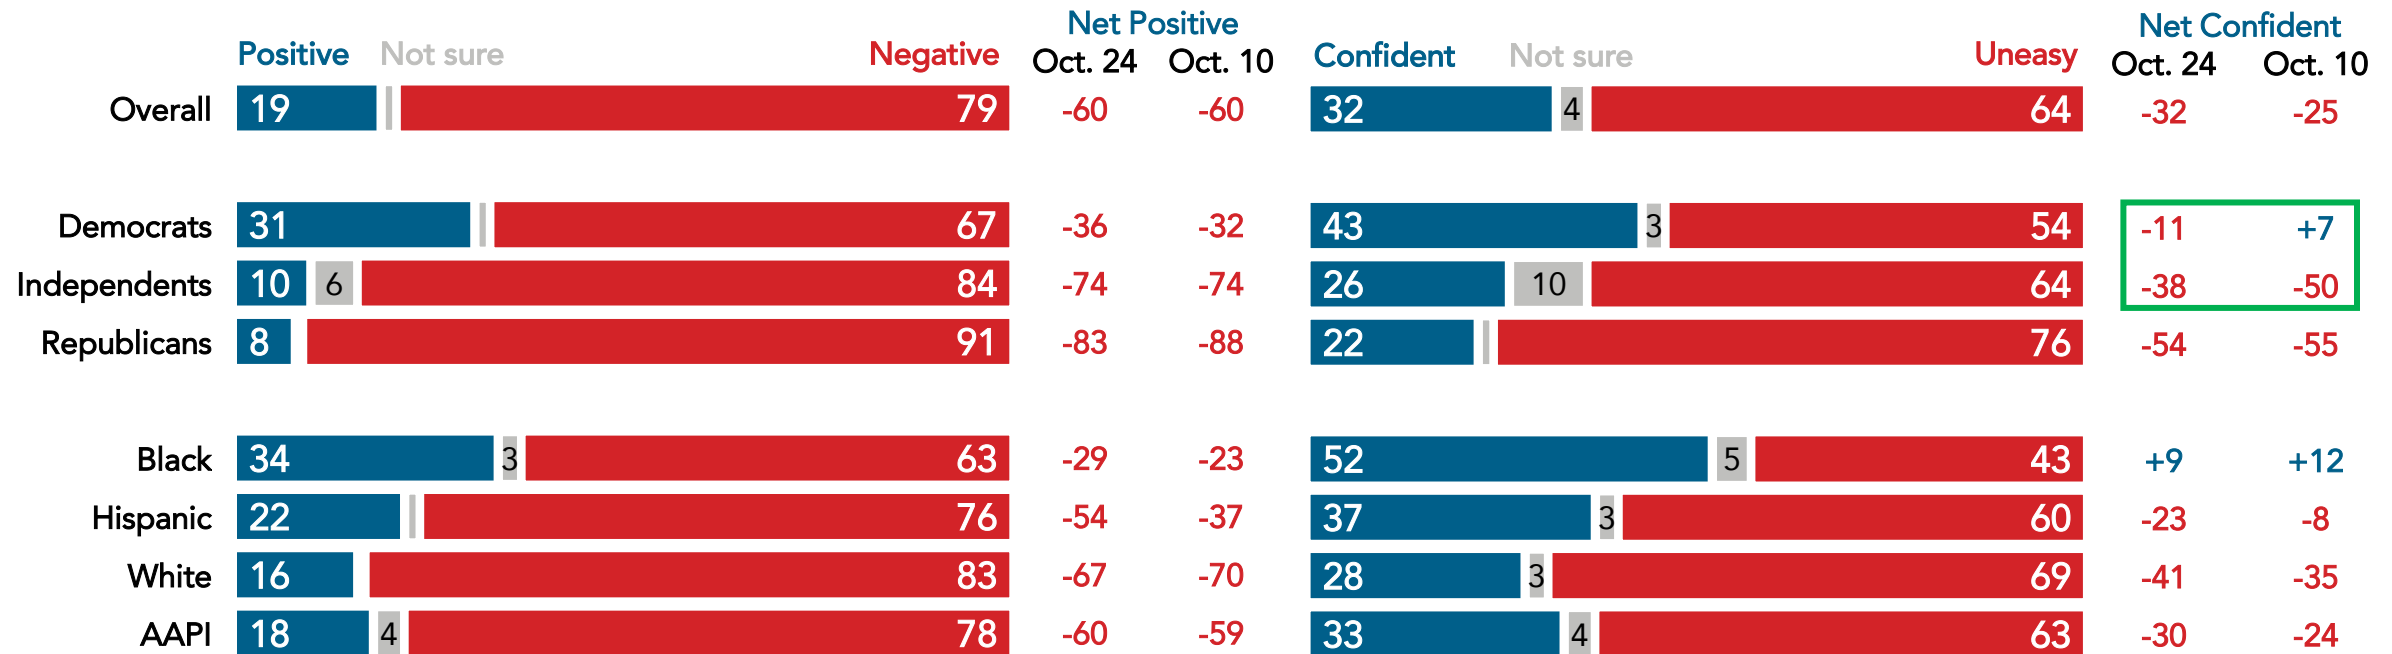 Net Positive Net Confident
Positive Not sure Negative Oct. 24 Oct. 10 Confident Not sure Uneasy Oct. 24 Oct. 10
Overall 19 79 -60 -60 32 4 64 -32 -25
Democrats 31 67 -36 -32 43 3 54 -11 +7
Independents 10 6 84 -74 -74 26 10 64 -38 -50
Republicans 8 91 -83 -88 22 76 -54 -55
Black 34 3 63 -29 -23 52 5 43 +9 +12
Hispanic 22 76 -54 -37 37 3 60 -23 -8
White 16 83 -67 -70 28 3 69 -41 -35
AAPI 18 4 78 -60 -59 33 4 63 -30 -24